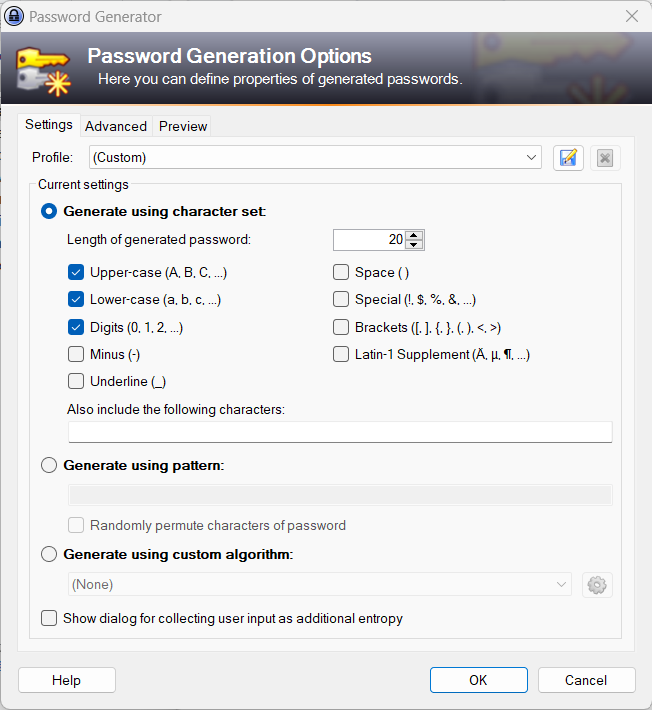 Password Generator
Password Generation Options
Here you can define properties of generated passwords.
Settings Advanced Preview
Profile: (Custom)
Current settings
Generate using character set:
Length of generated password: 20
Upper-case (A, B, C, ...) Space ( )
Lower-case (a, b, c, ...) Special (!, $, %, &, ...)
Digits (0, 1, 2, ...) Brackets ([, ], {, }, (, ), <, >)
Minus (-) Latin-1 Supplement (Ä, µ, ¶, ...)
Underline (_)
Also include the following characters:
Generate using pattern:
Randomly permute characters of password
Generate using custom algorithm:
(None)
Show dialog for collecting user input as additional entropy
Help OK Cancel